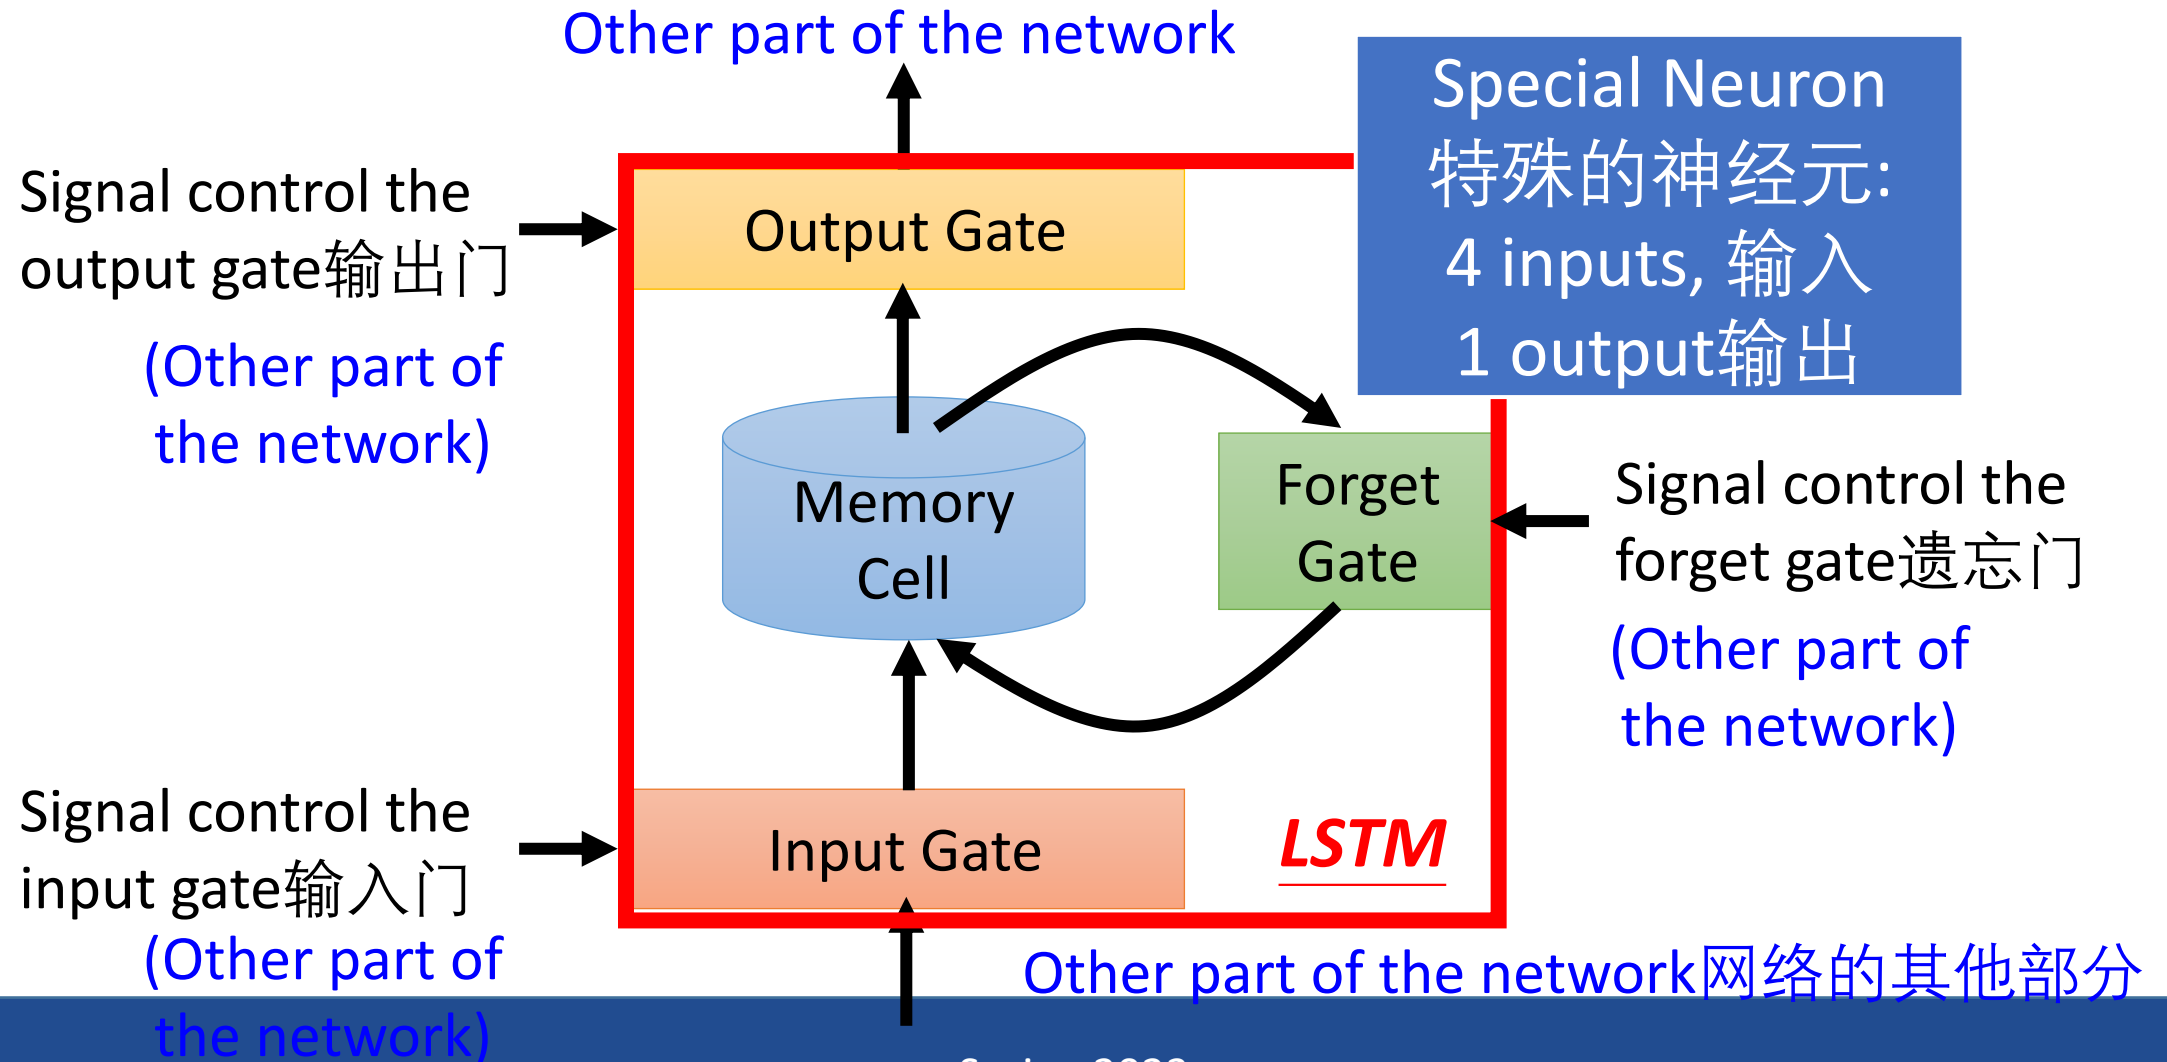 Other part of the network
Special Neuron
特殊的神经元:
4 inputs, 输入
1 output输出
Signal control the
output gate输出门
(Other part of
the network)
Output Gate
Memory
Cell
Forget
Gate
Signal control the
forget gate遗忘门
(Other part of
the network)
Signal control the
input gate输入门
(Other part of
the network)
Input Gate
LSTM
Other part of the network网络的其他部分